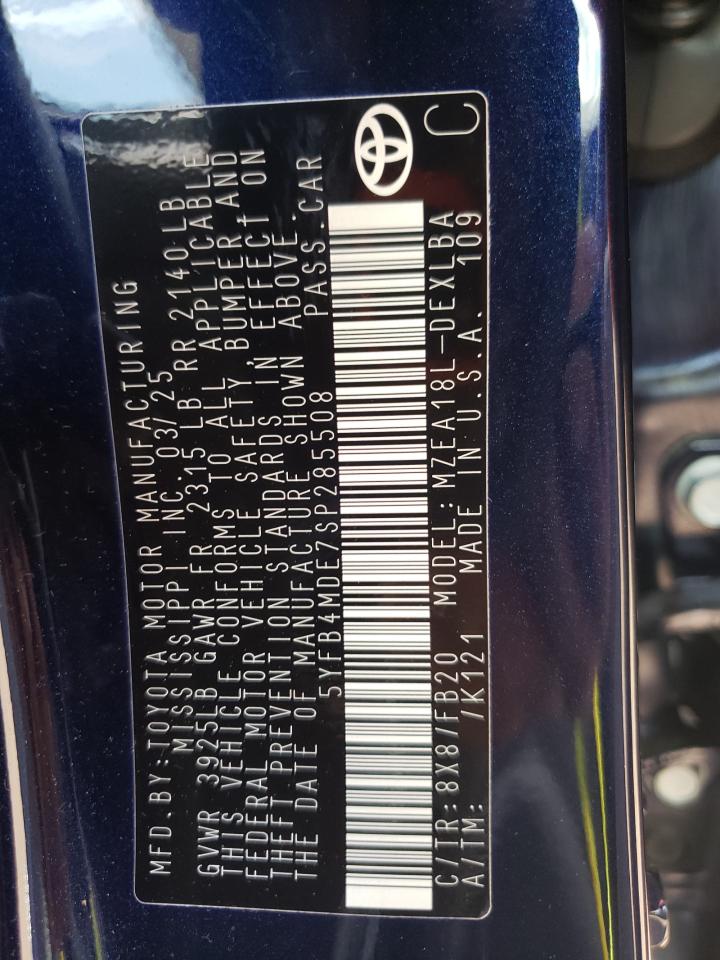 MFD. BY: TOYOTA MOTOR MANUFACTURING
MISSISSIPPI INC. 03/25
GVWR 3925LB GAWR FR 2315 LB RR 2140LB
THIS VEHICLE CONFORMS TO ALL APPLICABLE
FEDERAL MOTOR VEHICLE SAFETY, BUMPER AND
THEFT PREVENTION STANDARDS IN EFFECT ON
THE DATE OF MANUFACTURE SHOWN ABOVE.
5YFB4MDE7SP285508 PASS. CAR
C/TR: 8X8/FB20 MODEL: MZEA18L-DEXLBA
A/TM: /K121 MADE IN U.S.A. 109
C